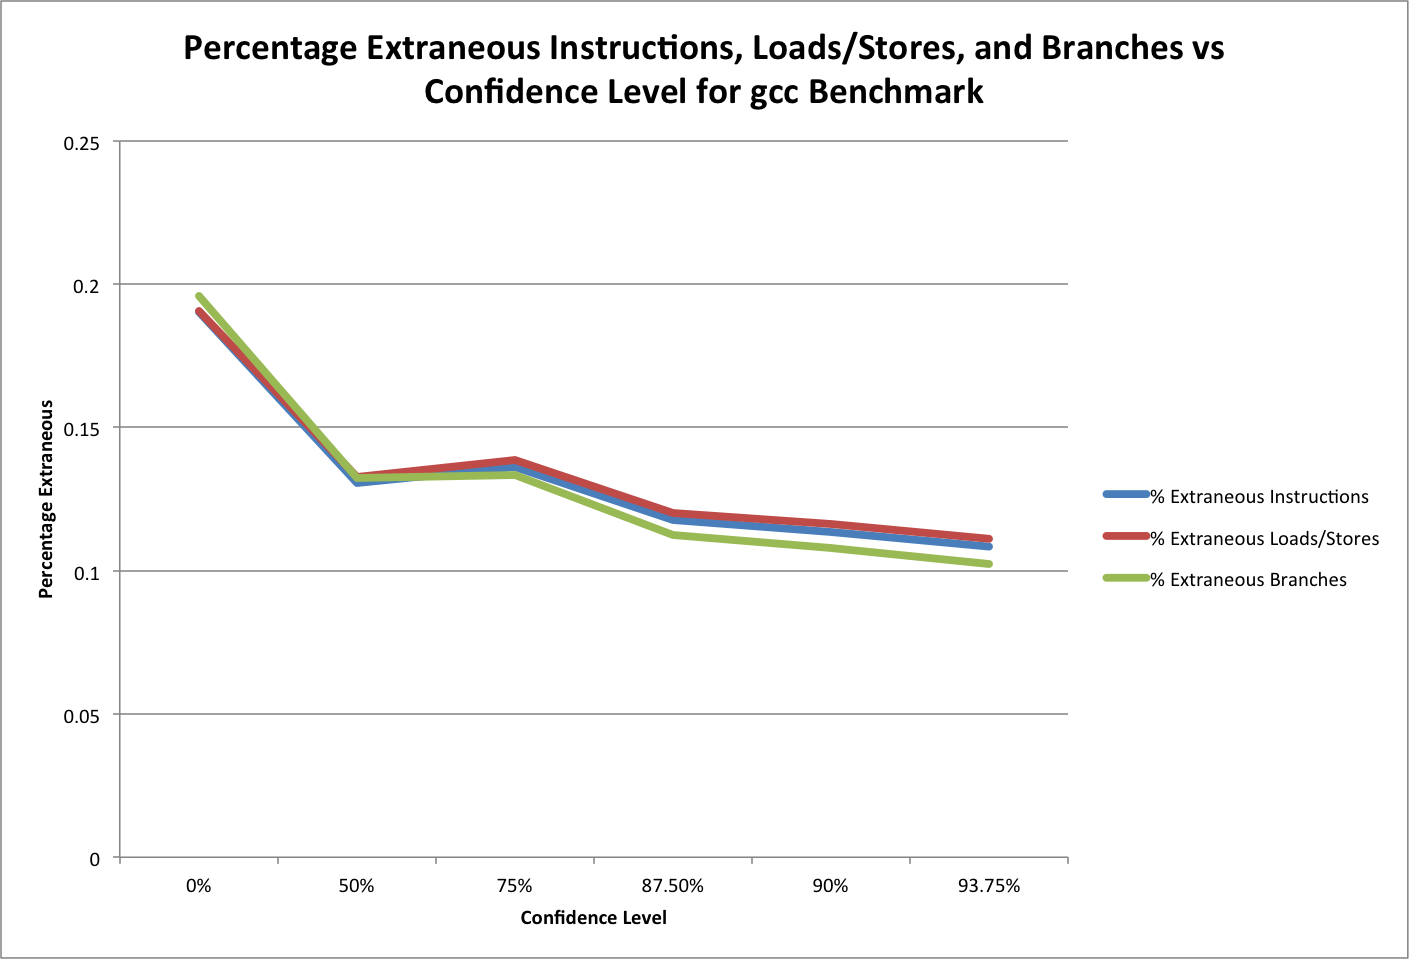 Percentage Extraneous Instructions, Loads/Stores, and Branches vs
Confidence Level for gcc Benchmark
0.25
0.2
0.15
0.1
0.05
0
Percentage Extraneous
0%
50%
75%
87.50%
90%
93.75%
Confidence Level
% Extraneous Instructions
% Extraneous Loads/Stores
% Extraneous Branches